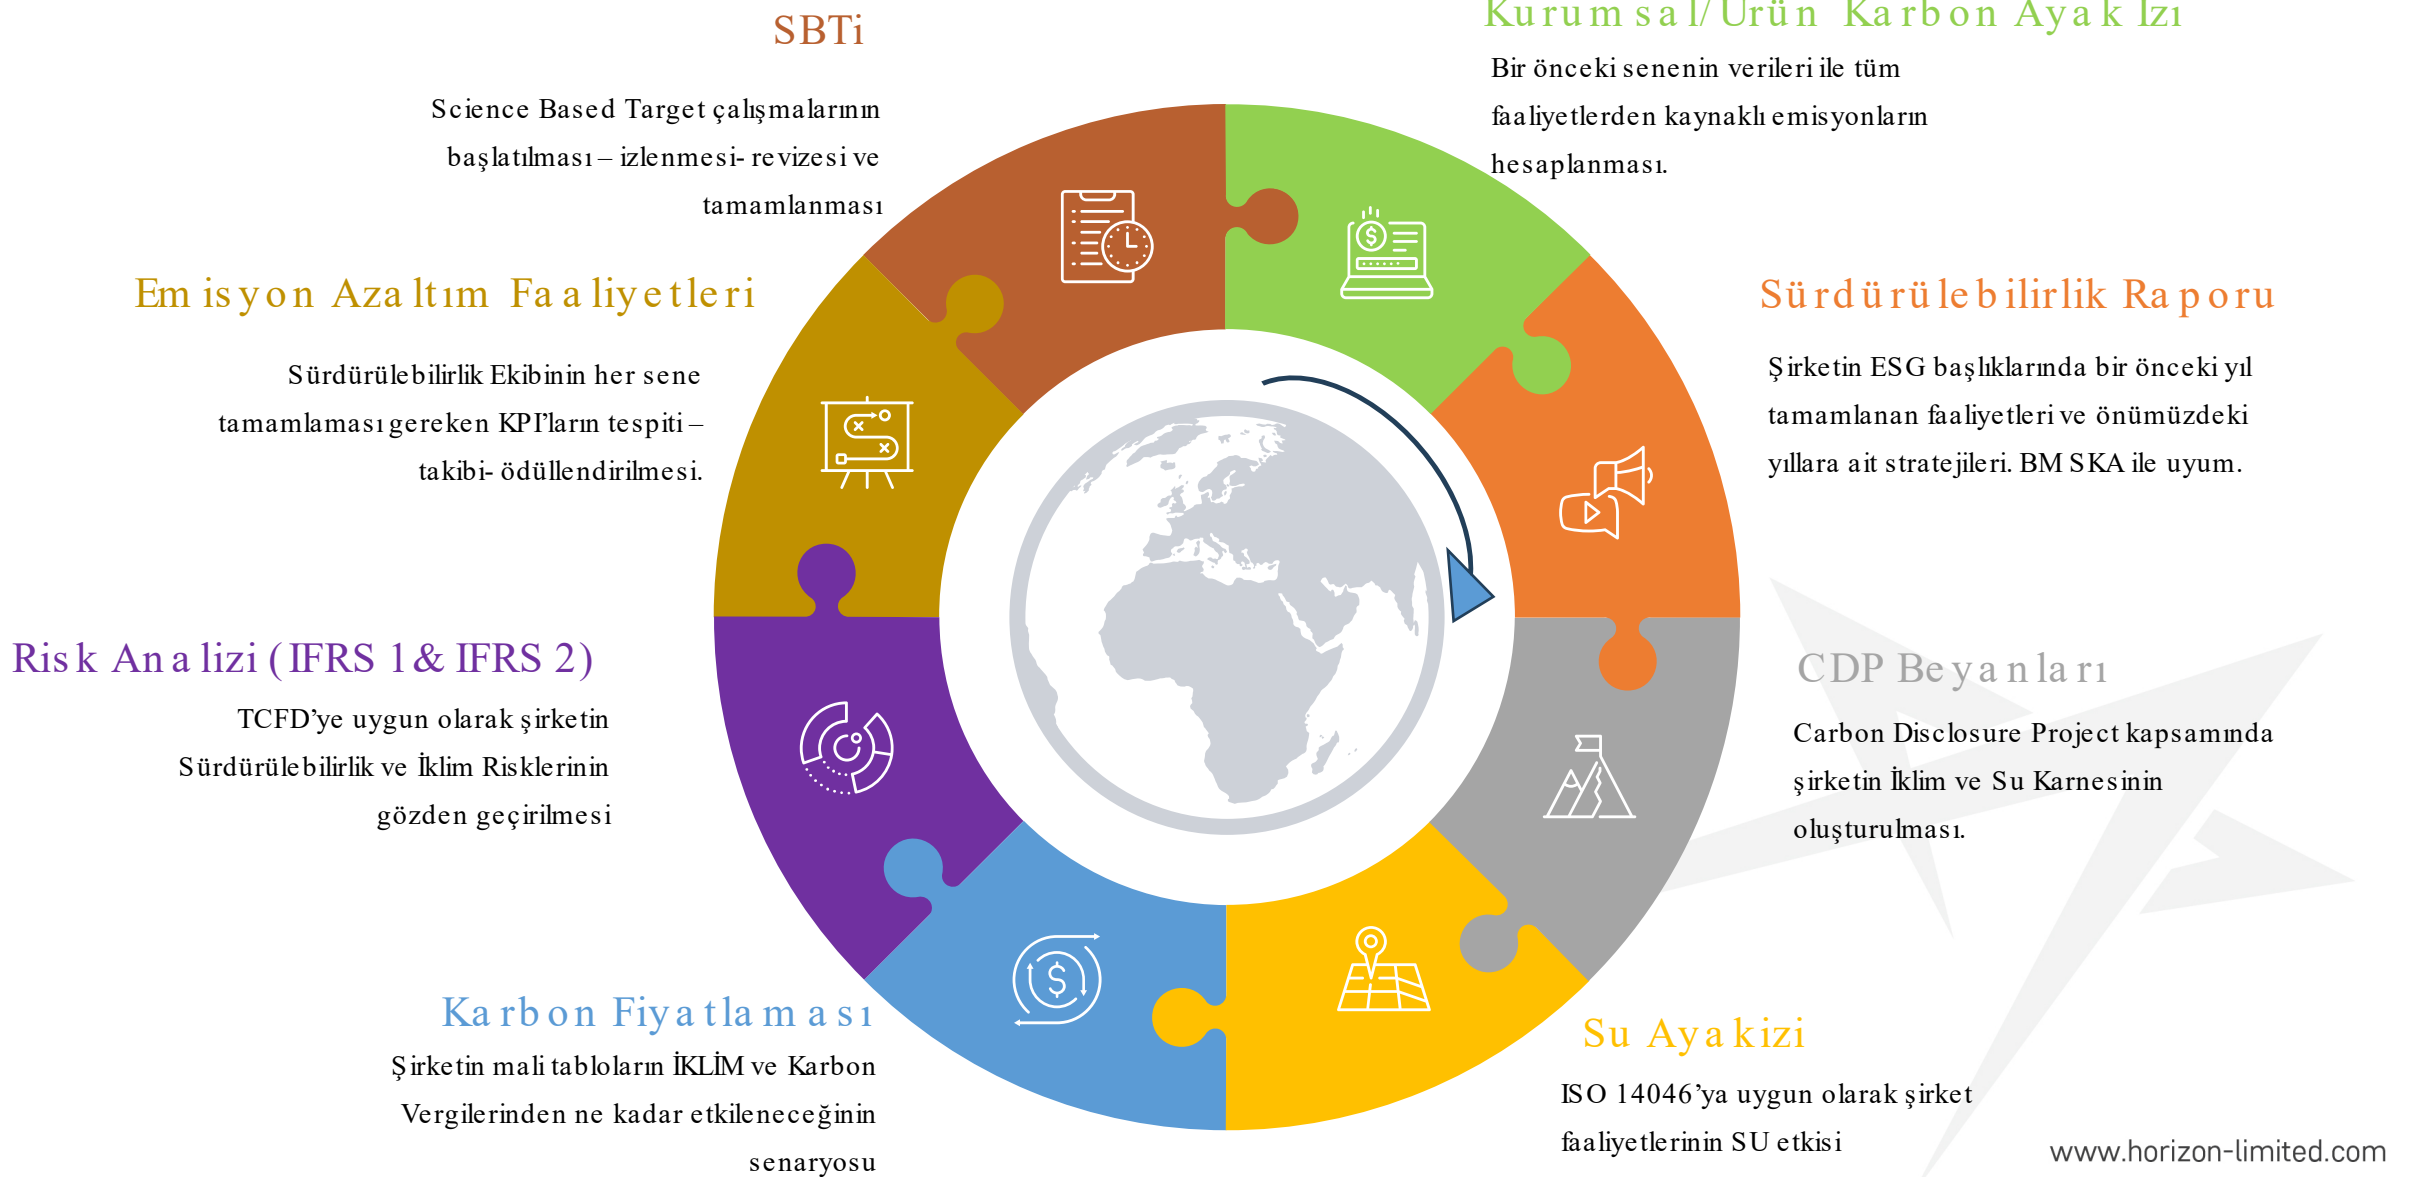 SBTi
Science Based Target çalışmalarının
başlatılması – izlenmesi- revizesi ve
tamamlanması
Kurumsal/Ürün Karbon Ayak İzi
Bir önceki senenin verileri ile tüm
faaliyetlerden kaynaklı emisyonların
hesaplanması.
Emisyon Azaltım Faaliyetleri
Sürdürülebilirlik Ekibinin her sene
tamamlaması gereken KPI’ların tespiti –
takibi- ödüllendirilmesi.
Sürdürülebilirlik Raporu
Şirketin ESG başlıklarında bir önceki yıl
tamamlanan faaliyetleri ve önümüzdeki
yıllara ait stratejileri. BM SKA ile uyum.
Risk Analizi (IFRS 1& IFRS 2)
TCFD’ye uygun olarak şirketin
Sürdürülebilirlik ve İklim Risklerinin
gözden geçirilmesi
CDP Beyanları
Carbon Disclosure Project kapsamında
şirketin İklim ve Su Karnesinin
oluşturulması.
Karbon Fiyatlaması
Şirketin mali tabloların İKLİM ve Karbon
Vergilerinden ne kadar etkileneceğinin
senaryosu
Su Ayakizi
ISO 14046’ya uygun olarak şirket
faaliyetlerinin SU etkisi
www.horizon-limited.com